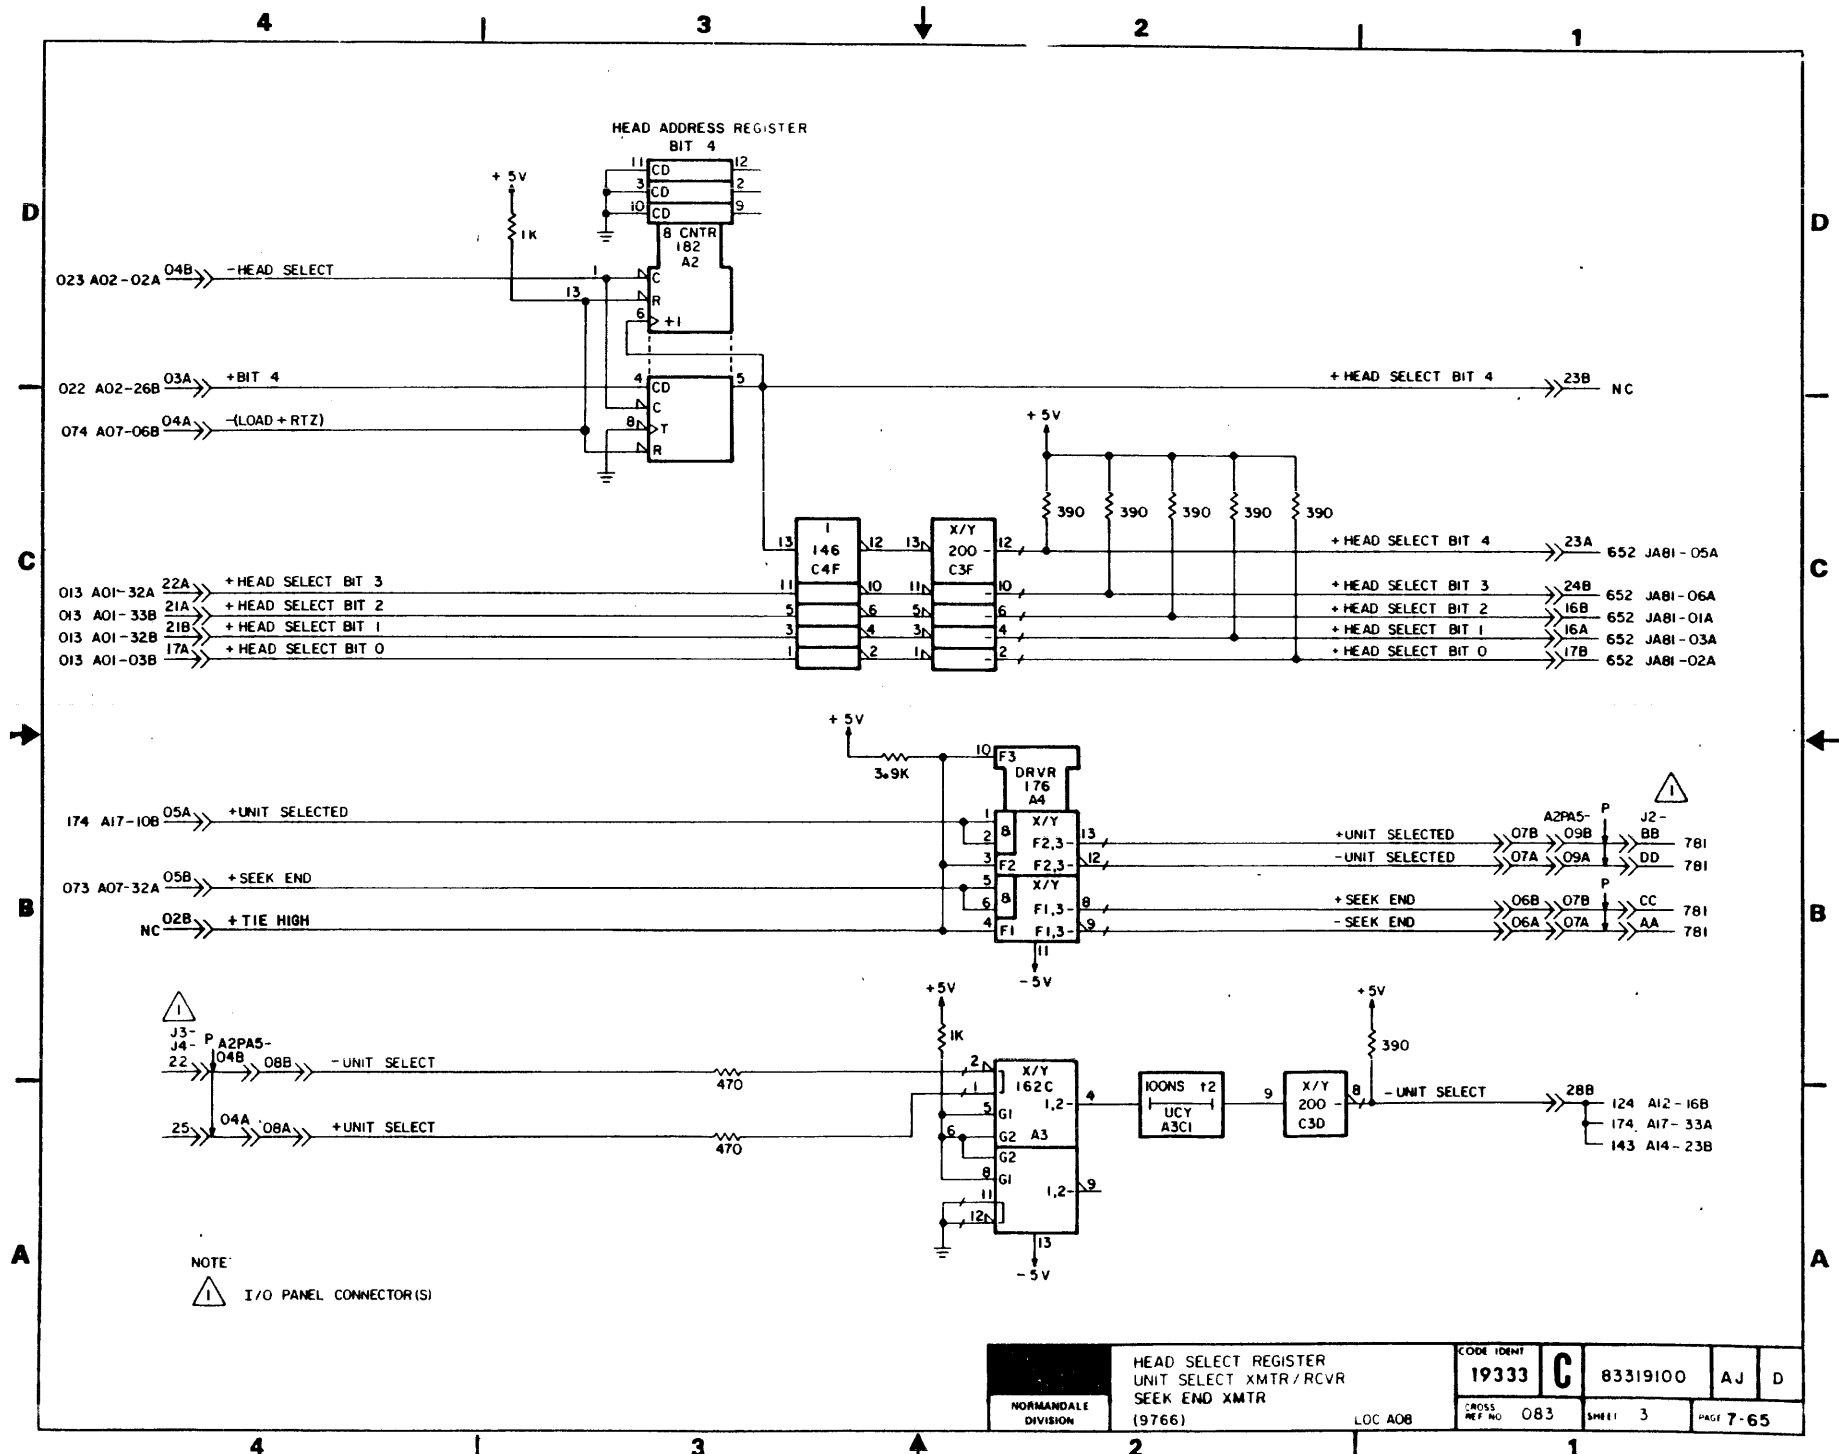 4 3 2 1
HEAD ADDRESS REGISTER
BIT 4
11 CD 12
3 CD 2
10 CD 9
+5V
1K
8 CNTR
182
A2
D D
023 A02-02A 04B -HEAD SELECT 1 C
13 R
6 +1
022 A02-26B 03A +BIT 4 4 CD 5 +HEAD SELECT BIT 4 23B NC
C
074 A07-06B 04A -(LOAD+RTZ) 8 T
R
+5V
390 390 390 390 390
C C
1 X/Y
13 146 12 13 200 - 12 +HEAD SELECT BIT 4 23A 652 JA81-05A
C4F C3F
013 A01-32A 22A +HEAD SELECT BIT 3 11 10 11 - 10 +HEAD SELECT BIT 3 24B 652 JA81-06A
013 A01-33B 21A +HEAD SELECT BIT 2 5 6 5 - 6 +HEAD SELECT BIT 2 16B 652 JA81-01A
013 A01-32B 21B +HEAD SELECT BIT 1 3 4 3 - 4 +HEAD SELECT BIT 1 16A 652 JA81-03A
013 A01-03B 17A +HEAD SELECT BIT 0 1 2 1 - 2 +HEAD SELECT BIT 0 17B 652 JA81-02A
+5V
3.9K
10 F3
DRVR
176
A4
1
174 A17-10B 05A +UNIT SELECTED 1 X/Y
A2PA5- P J2-
2 8 F2,3- 13 +UNIT SELECTED 07B 09B BB 781
3 F2 F2,3- 12 -UNIT SELECTED 07A 09A DD 781
073 A07-32A 05B +SEEK END 5 X/Y
P
B B
6 8 F1,3- 8 +SEEK END 06B 07B CC 781
NC 02B +TIE HIGH 4 F1 F1,3- 9 -SEEK END 06A 07A AA 781
11
-5V
+5V
1K
+5V
390
1
J3-
J4- P A2PA5-
22 04B 08B -UNIT SELECT 470 2 X/Y
1 162C
5 G1 1,2- 4
6 G2 A3
G2
8 G1
11 1,2- 9
12
13
-5V
100NS t2
UCY
A3C1
9 X/Y 8
200 -
C3D
-UNIT SELECT 28B 124 A12-16B
174 A17-33A
143 A14-23B
25 04A 08A +UNIT SELECT 470
A A
NOTE
1 I/O PANEL CONNECTOR(S)
NORMANDALE
DIVISION
HEAD SELECT REGISTER
UNIT SELECT XMTR/RCVR
SEEK END XMTR
(9766) LOC A08
CODE IDENT
19333 C 83319100 AJ D
CROSS
REF NO 083 SHEET 3 PAGE 7-65
4 3 2 1